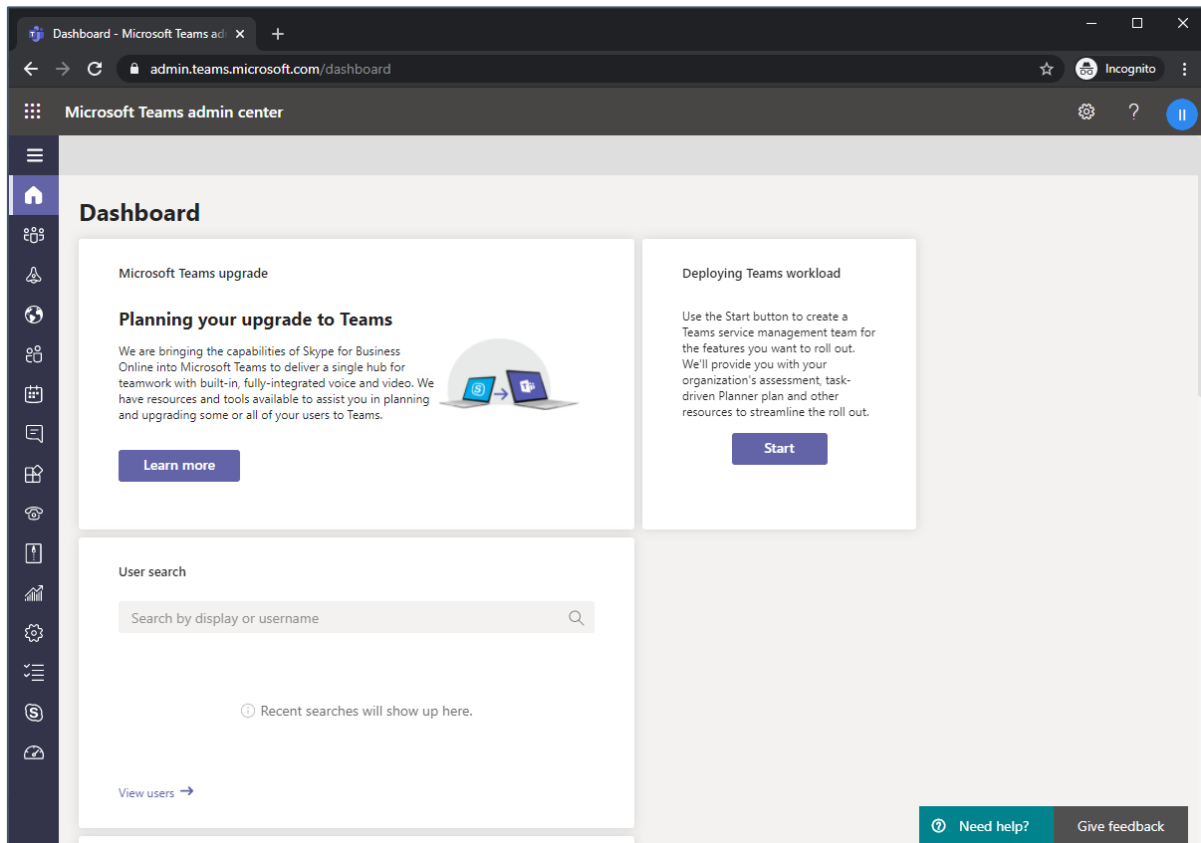 Dashboard - Microsoft Teams ad
admin.teams.microsoft.com/dashboard
Incognito
Microsoft Teams admin center
?
II
Dashboard
Microsoft Teams upgrade
Planning your upgrade to Teams
We are bringing the capabilities of Skype for Business
Online into Microsoft Teams to deliver a single hub for
teamwork with built-in, fully-integrated voice and video. We
have resources and tools available to assist you in planning
and upgrading some or all of your users to Teams.
Learn more
Deploying Teams workload
Use the Start button to create a
Teams service management team for
the features you want to roll out.
We'll provide you with your
organization's assessment, task-
driven Planner plan and other
resources to streamline the roll out.
Start
User search
Search by display or username
Recent searches will show up here.
View users
Need help?
Give feedback